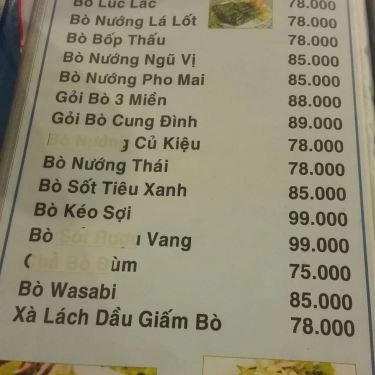 Bò Lúc Lắc 78.000
Bò Nướng Lá Lốt 78.000
Bò Bốp Thấu 78.000
Bò Nướng Ngũ Vị 85.000
Bò Nướng Pho Mai 85.000
Gỏi Bò 3 Miền 88.000
Gỏi Bò Cung Đình 89.000
Củ Kiệu 78.000
Bò Nướng Thái 78.000
Bò Sốt Tiêu Xanh 85.000
Bò Kéo Sợi 99.000
Bò Vang 99.000
75.000
Bò Wasabi 85.000
Xà Lách Dầu Giấm Bò 78.000